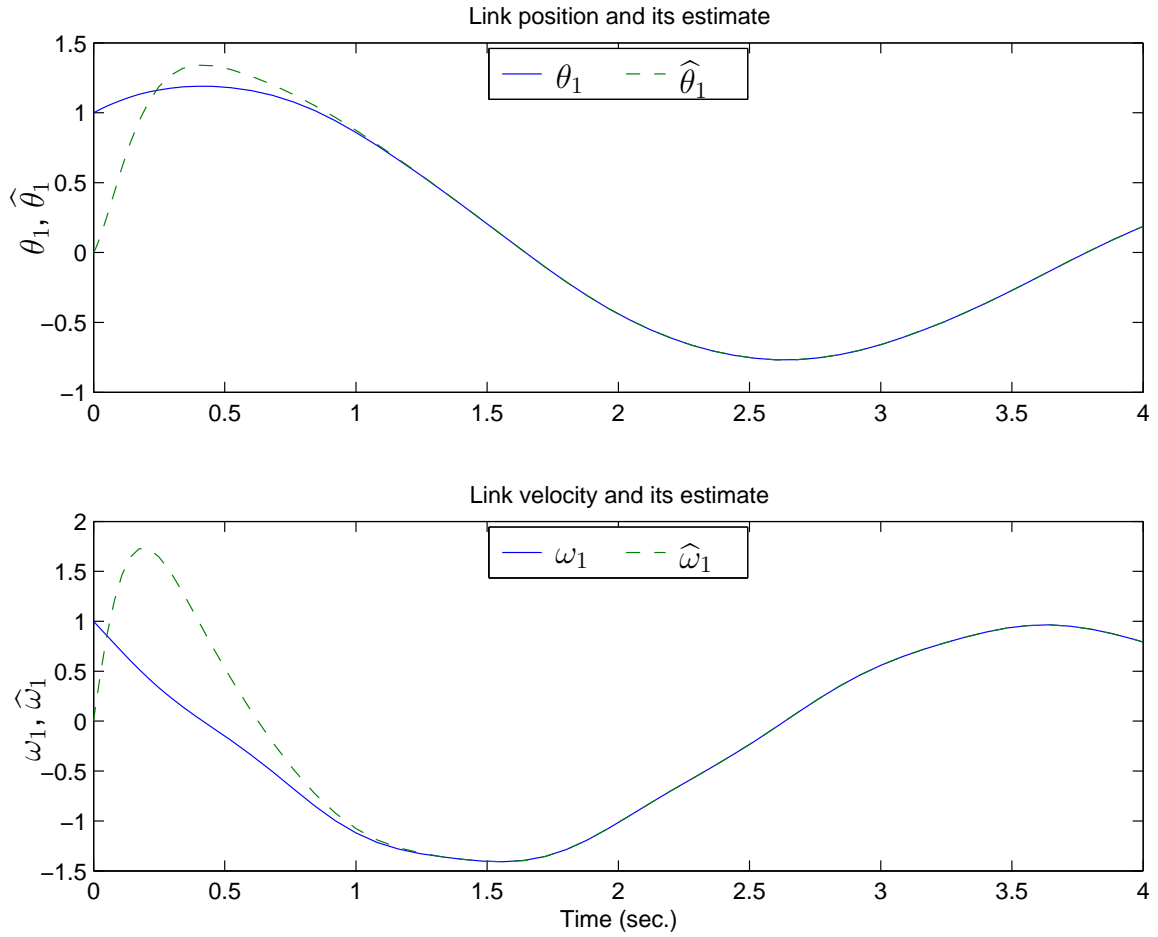 Link position and its estimate
θ₁ θ̂₁
θ₁, θ̂₁
1.5
1
0.5
0
−0.5
−1
0 0.5 1 1.5 2 2.5 3 3.5 4
Link velocity and its estimate
ω₁ ω̂₁
ω₁, ω̂₁
2
1.5
1
0.5
0
−0.5
−1
−1.5
0 0.5 1 1.5 2 2.5 3 3.5 4
Time (sec.)